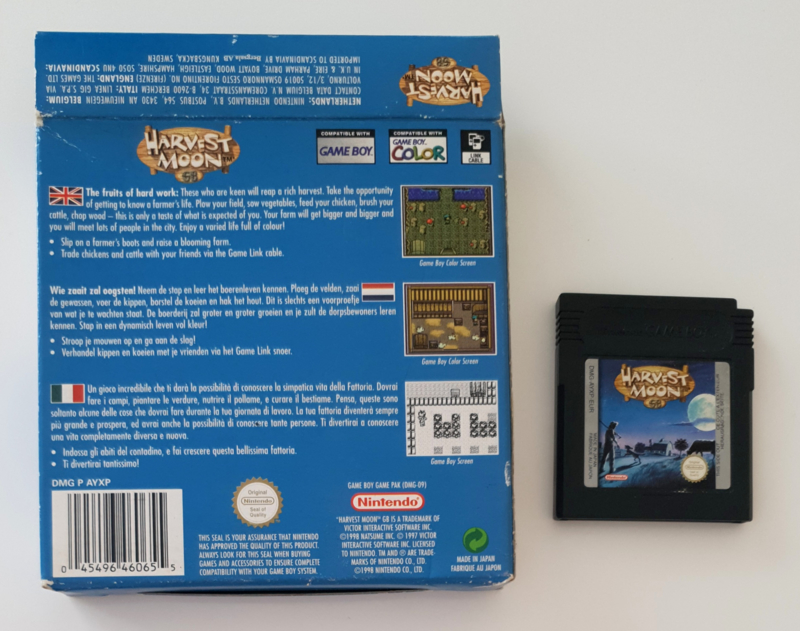 NETHERLANDS: NINTENDO NETHERLANDS B.V., POSTBUS 564, 3430 AN NIEUWEGEIN BELGIUM:
CONTACT DATA BELGIUM N.V., COREMANSSTRAAT 34, B-2600 BERCHEM ITALY: LINEA GIG S.P.A. VIA
VOLTURNO, 3/12, 50019 OSMANNORO SESTO FIORENTINO (FIRENZE) ENGLAND: THE GAMES LTD.
IN U.K. & EIRE PARHAM DRIVE, BOYATT WOOD, EASTLEIGH, HAMPSHIRE, SO50 4NU SCANDINAVIA:
IMPORTED TO SCANDINAVIA BY Bergsala AB KUNGSBACKA, SWEDEN
HARVEST
MOON
GB
HARVEST
MOON™
GB
COMPATIBLE WITH
GAME BOY
COMPATIBLE WITH
GAME BOY
COLOR
LINK
CABLE
The fruits of hard work: These who are keen will reap a rich harvest. Take the opportunity
of getting to know a farmer's life. Plow your field, sow vegetables, feed your chicken, brush your
cattle, chop wood – this is only a taste of what is expected of you. Your farm will get bigger and bigger and
you will meet lots of people in the city. Enjoy a varied life full of colour!
• Slip on a farmer's boots and raise a blooming farm.
• Trade chickens and cattle with your friends via the Game Link cable.
Game Boy Color Screen
Wie zaait zal oogsten! Neem de stap en leer het boerenleven kennen. Ploeg de velden, zaai
de gewassen, voer de kippen, borstel de koeien en hak het hout. Dit is slechts een voorproefje
van wat je te wachten staat. De boerderij zal groter en groter groeien en je zult de dorpsbewoners leren
kennen. Stap in een dynamisch leven vol kleur!
• Stroop je mouwen op en ga aan de slag!
• Verhandel kippen en koeien met je vrienden via het Game Link snoer.
Game Boy Color Screen
Un gioco incredibile che ti darà la possibilità di conoscere la simpatica vita della Fattoria. Dovrai
fare i campi, piantare le verdure, nutrire il pollame, e curare il bestiame. Pensa, queste sono
soltanto alcune delle cose che dovrai fare durante la tua giornata di lavoro. La tua fattoria diventerà sempre
più grande e prospera, ed avrai anche la possibilità di conoscere tante persone. Ti divertirai a conoscere
una vita completamente diversa e nuova.
• Indossa gli abiti del contadino, e fai crescere questa bellissima fattoria.
• Ti divertirai tantissimo!
Game Boy Screen
DMG P AYXP
0 45496 46065 5
Original
Nintendo
Seal of
Quality
THIS SEAL IS YOUR ASSURANCE THAT NINTENDO
HAS APPROVED THE QUALITY OF THIS PRODUCT.
ALWAYS LOOK FOR THIS SEAL WHEN BUYING
GAMES AND ACCESSORIES TO ENSURE COMPLETE
COMPATIBILITY WITH YOUR GAME BOY SYSTEM.
GAME BOY GAME PAK (DMG-09)
Nintendo
"HARVEST MOON" GB IS A TRADEMARK OF
VICTOR INTERACTIVE SOFTWARE INC.
©1998 NATSUME INC. © 1997 VICTOR
INTERACTIVE SOFTWARE INC. LICENSED
TO NINTENDO. TM AND ® ARE TRADE-
MARKS OF NINTENDO CO., LTD.
©1998 NINTENDO CO., LTD.
MADE IN JAPAN
FABRIQUE AU JAPON
HARVEST
MOON
GB
DMG-AYXP-EUR
MADE IN JAPAN
FABRIQUE AU JAPON
Nintendo